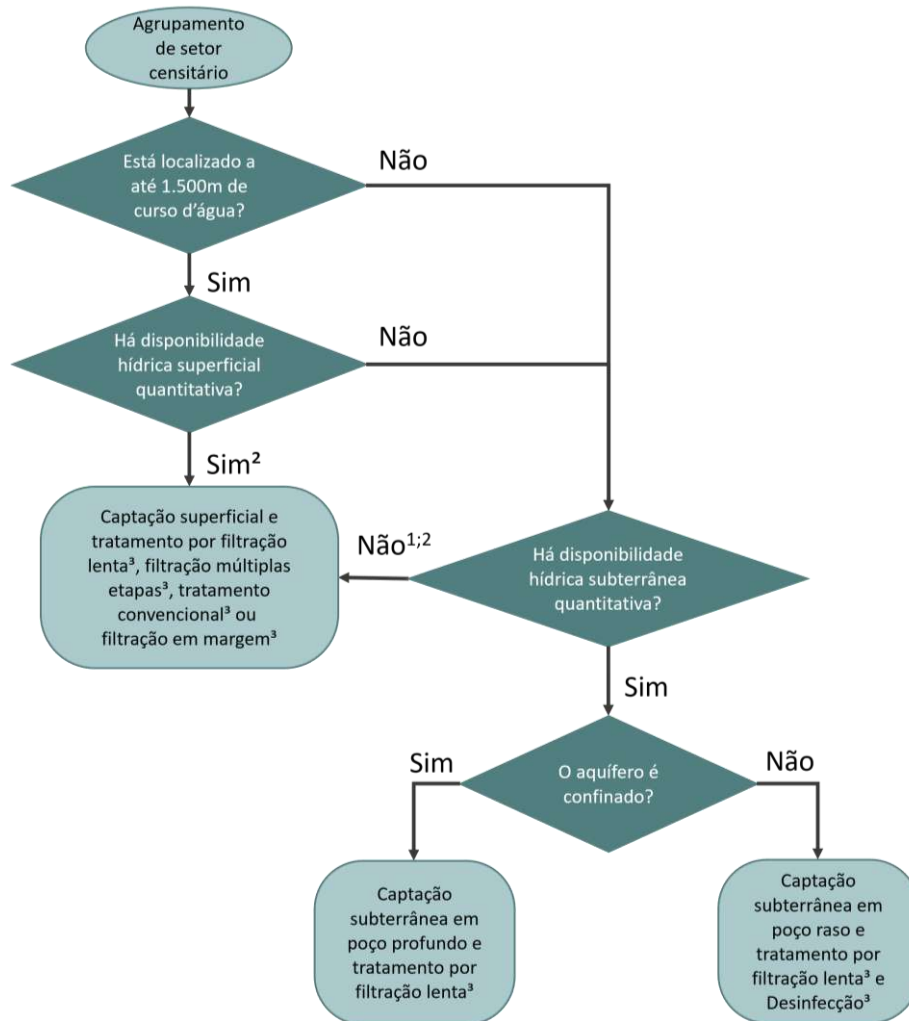 Agrupamento
de setor
censitário
Está localizado a
até 1.500m de
curso d’água?
Não
Sim
Há disponibilidade
hídrica superficial
quantitativa?
Não
Sim²
Captação superficial e
tratamento por filtração
lenta³, filtração múltiplas
etapas³, tratamento
convencional³ ou
filtração em margem³
Não¹;²
Há disponibilidade
hídrica subterrânea
quantitativa?
Sim
O aquífero é
confinado?
Sim
Não
Captação
subterrânea em
poço profundo e
tratamento por
filtração lenta³
Captação
subterrânea em
poço raso e
tratamento por
filtração lenta³ e
Desinfecção³